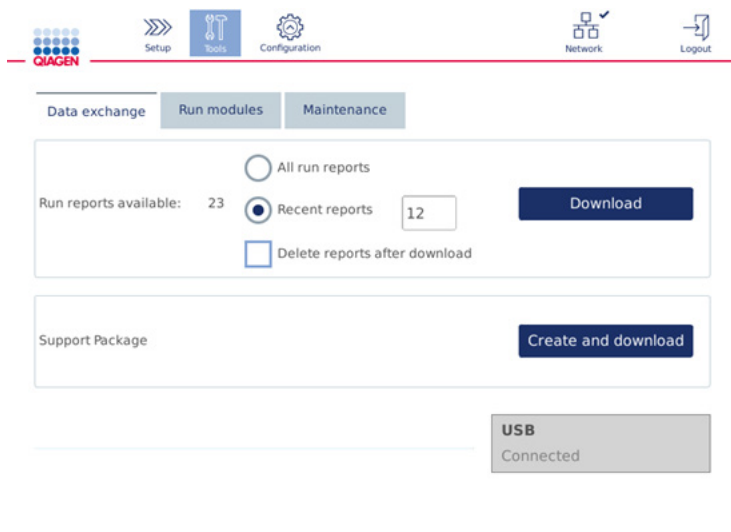 QIAGEN
Setup
Tools
Configuration
Network
Logout
Data exchange
Run modules
Maintenance
All run reports
Run reports available: 23
Recent reports 12
Download
Delete reports after download
Support Package
Create and download
USB
Connected